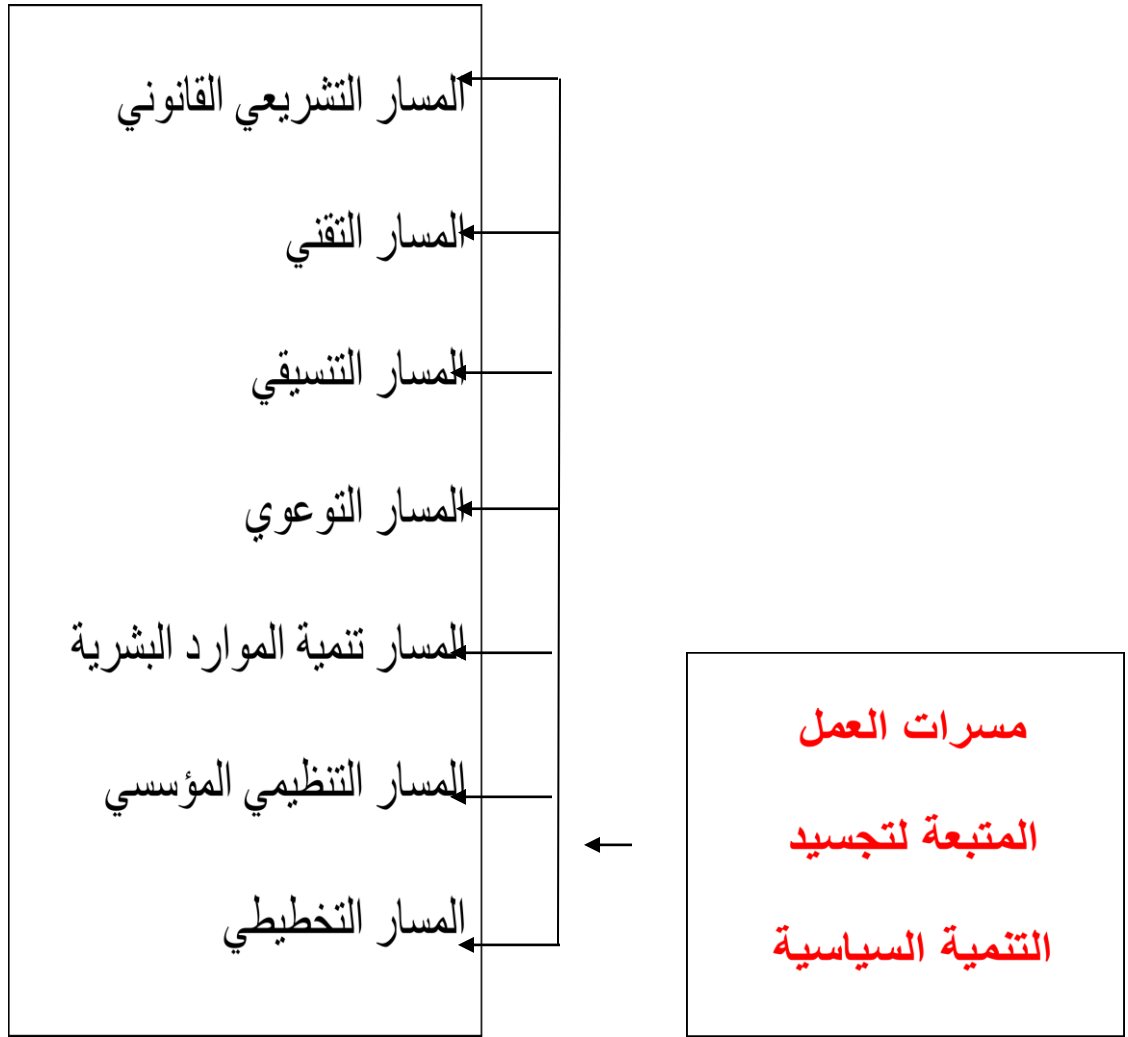 المسار التشريعي القانوني
المسار التقني
المسار التنسيقي
المسار التوعوي
المسار تنمية الموارد البشرية
المسار التنظيمي المؤسسي
المسار التخطيطي
مسرات العمل
المتبعة لتجسيد
التنمية السياسية